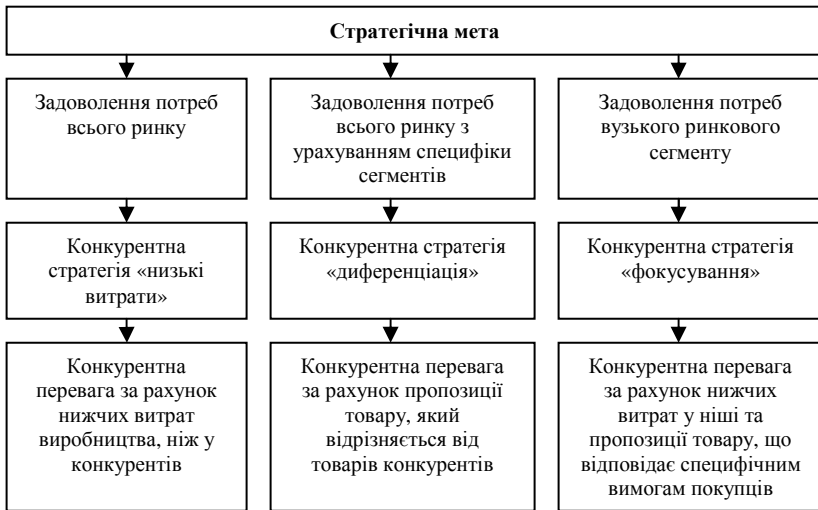 Стратегічна мета
Задоволення потреб
всього ринку
Задоволення потреб
всього ринку з
урахуванням специфіки
сегментів
Задоволення потреб
вузького ринкового
сегменту
Конкурентна
стратегія «низькі
витрати»
Конкурентна стратегія
«диференціація»
Конкурентна стратегія
«фокусування»
Конкурентна
перевага за рахунок
нижчих витрат
виробництва, ніж у
конкурентів
Конкурентна перевага
за рахунок пропозиції
товару, який
відрізняється від
товарів конкурентів
Конкурентна перевага
за рахунок нижчих
витрат у ніші та
пропозиції товару, що
відповідає специфічним
вимогам покупців